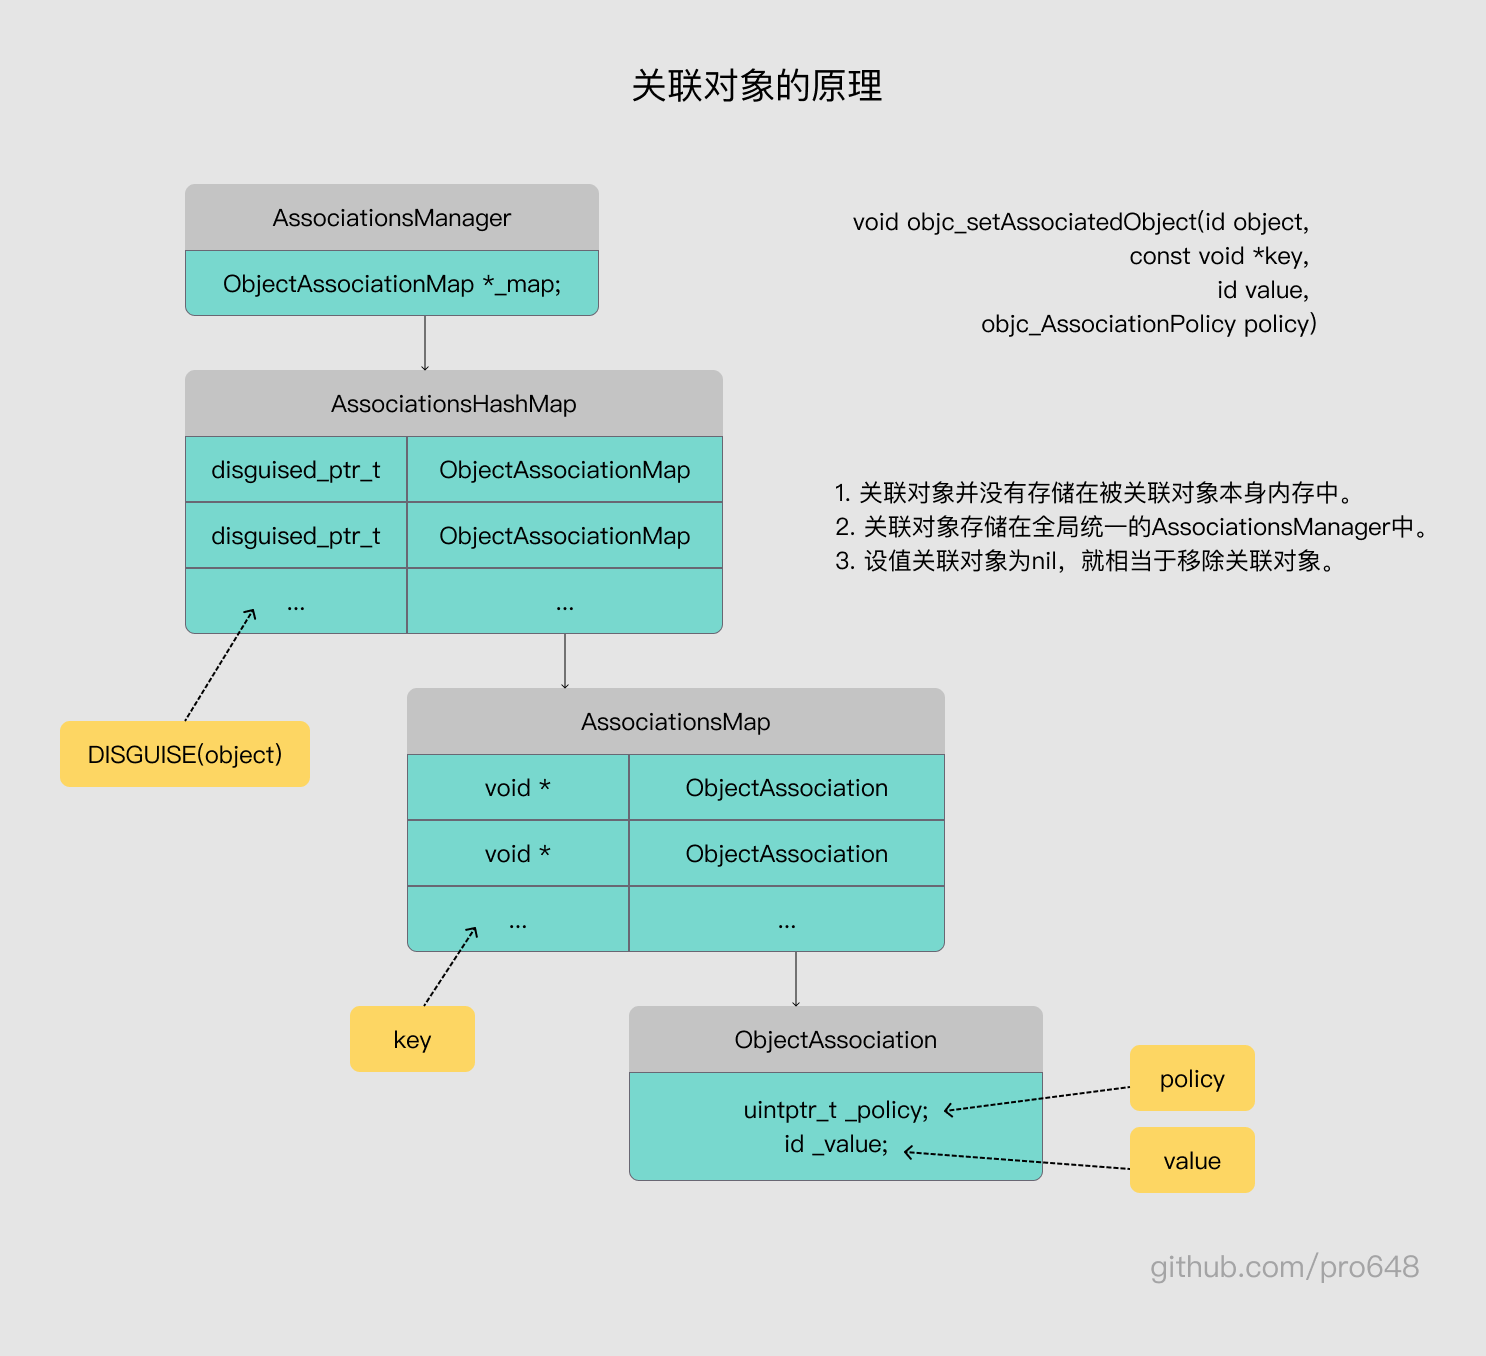 关联对象的原理
AssociationsManager
ObjectAssociationMap *_map;
void objc_setAssociatedObject(id object,
const void *key,
id value,
objc_AssociationPolicy policy)
AssociationsHashMap
disguised_ptr_t ObjectAssociationMap
disguised_ptr_t ObjectAssociationMap
... ...
1. 关联对象并没有存储在被关联对象本身内存中。
2. 关联对象存储在全局统一的AssociationsManager中。
3. 设值关联对象为nil，就相当于移除关联对象。
DISGUISE(object)
AssociationsMap
void * ObjectAssociation
void * ObjectAssociation
... ...
key
ObjectAssociation
uintptr_t _policy;
id _value;
policy
value
github.com/pro648